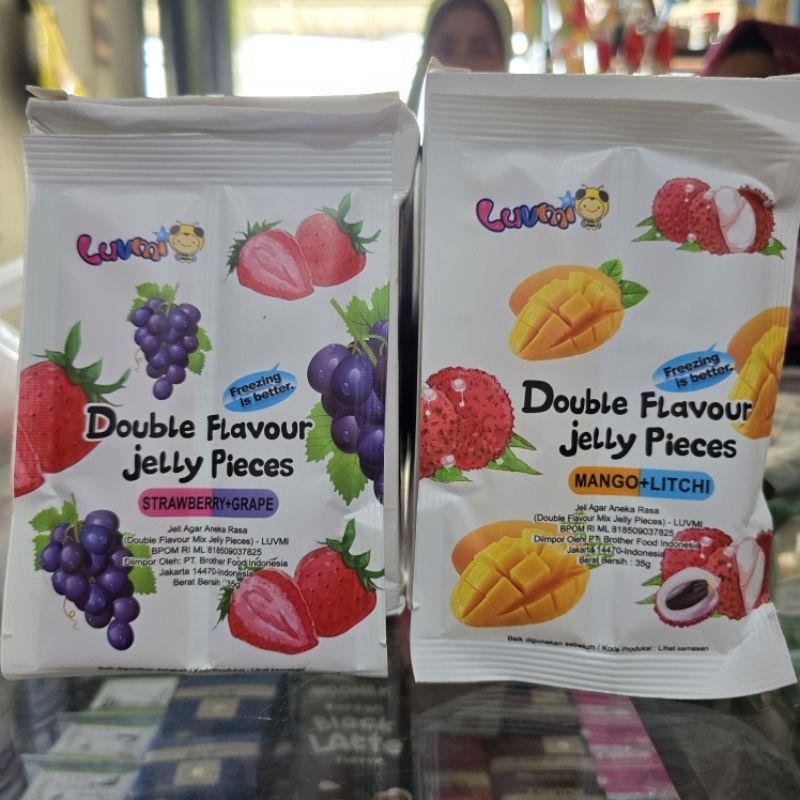 Luvmi
Freezing
is better.
Double Flavour
jelly Pieces
STRAWBERRY+GRAPE
Jeli Agar Aneka Rasa
(Double Flavour Mix Jelly Pieces) - LUVMI
BPOM RI ML 818509037825
Diimpor Oleh: PT. Brother Food Indonesia
Jakarta 14470-Indonesia
Berat Bersih : 35g
Luvmi
Freezing
is better.
Double Flavour
jelly Pieces
MANGO+LITCHI
Jeli Agar Aneka Rasa
(Double Flavour Mix Jelly Pieces) - LUVMI
BPOM RI ML 818509037825
Diimpor Oleh: PT. Brother Food Indonesia
Jakarta 14470-Indonesia
Berat Bersih : 35g
Baik digunakan sebelum / Kode Produksi : Lihat kemasan
Black
Latte